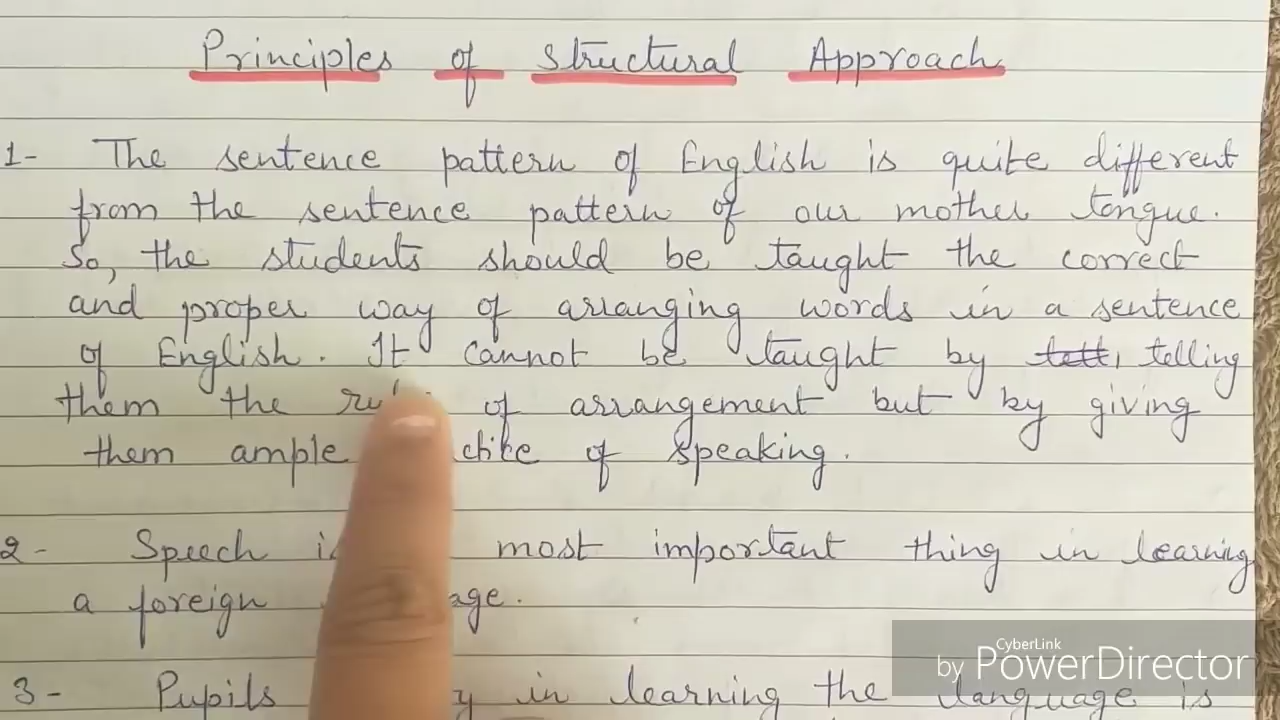 Principles of Structural Approach
1- The sentence pattern of English is quite different
from the sentence pattern of our mother tongue.
So, the students should be taught the correct
and proper way of arranging words in a sentence
of English. It cannot be taught by telling
them the of arrangement but by giving
them ample of speaking.
2- Speech most important thing in learning
a foreign
3- Pupils in learning the language is
CyberLink
by PowerDirector